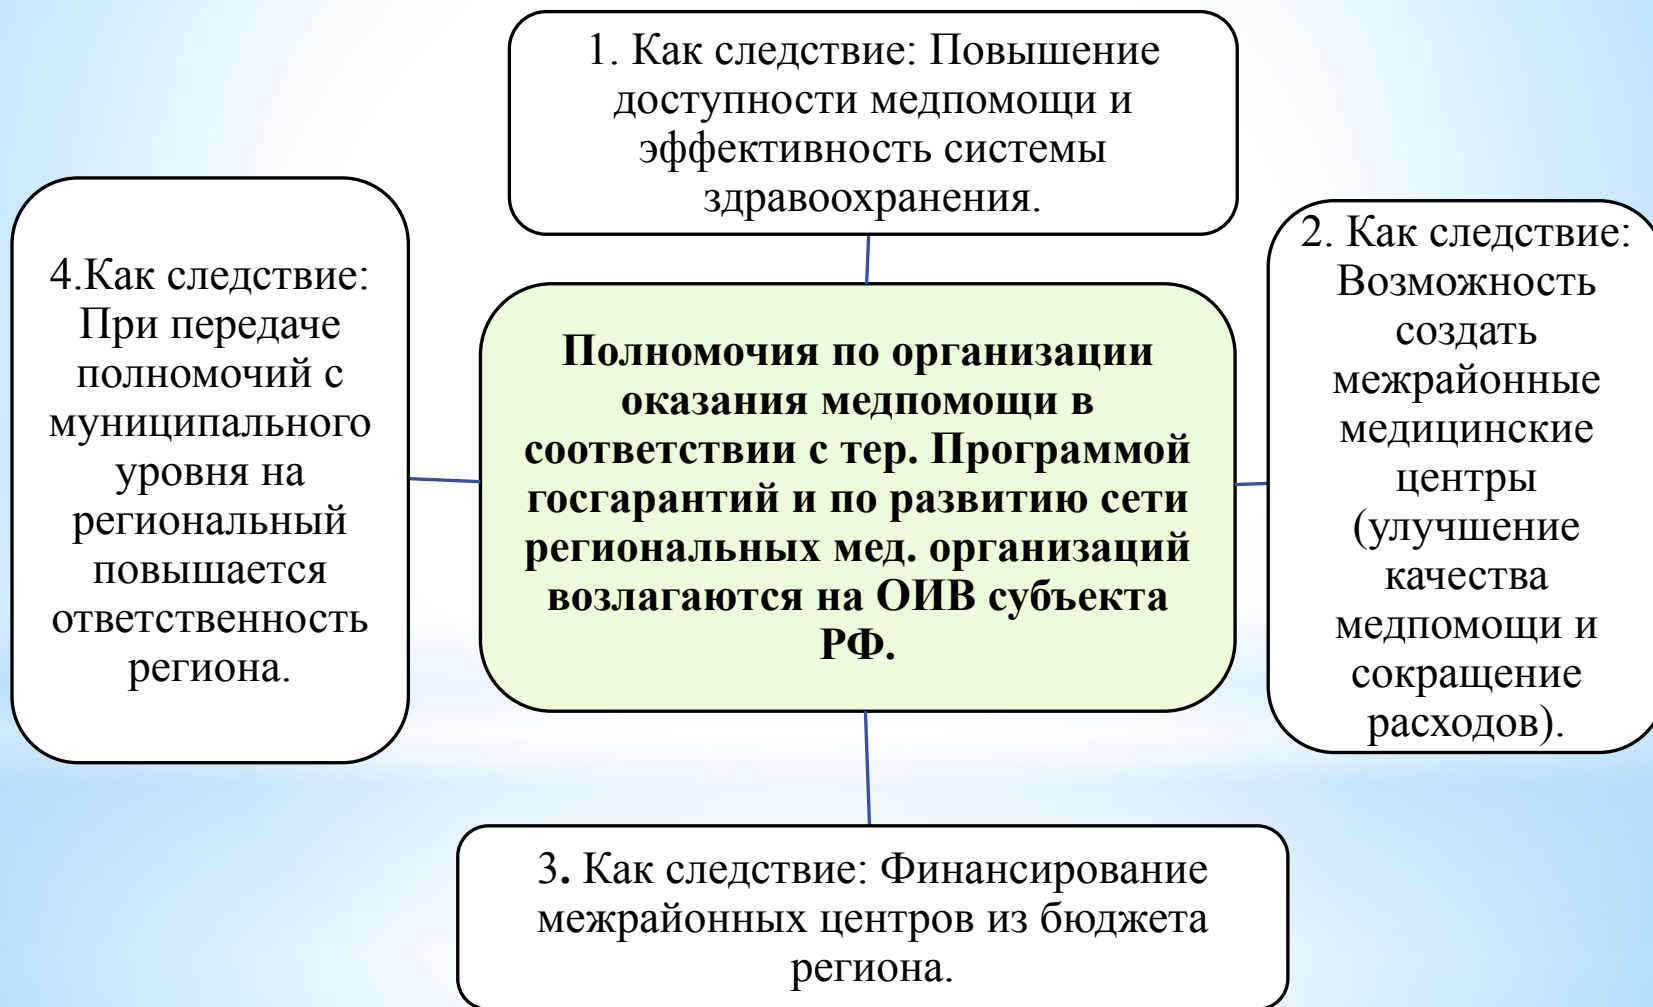 1. Как следствие: Повышение
доступности медпомощи и
эффективность системы
здравоохранения.
2. Как следствие:
Возможность
создать
межрайонные
медицинские
центры
(улучшение
качества
медпомощи и
сокращение
расходов).
4.Как следствие:
При передаче
полномочий с
муниципального
уровня на
региональный
повышается
ответственность
региона.
Полномочия по организации
оказания медпомощи в
соответствии с тер. Программой
госгарантий и по развитию сети
региональных мед. организаций
возлагаются на ОИВ субъекта
РФ.
3. Как следствие: Финансирование
межрайонных центров из бюджета
региона.